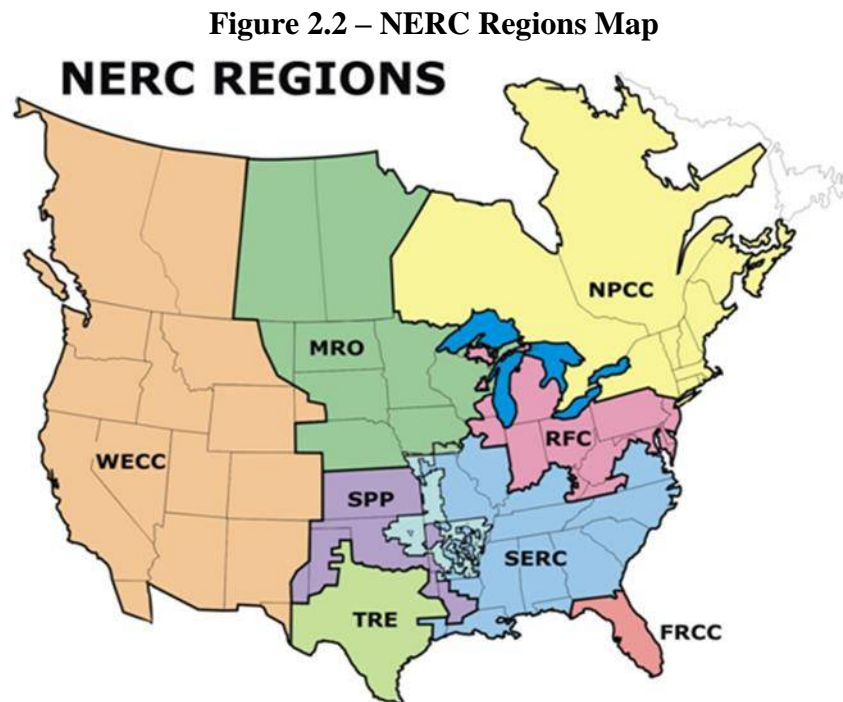 Figure 2.2 – NERC Regions Map
NERC REGIONS
NPCC
MRO
RFC
WECC
SPP
SERC
TRE
FRCC